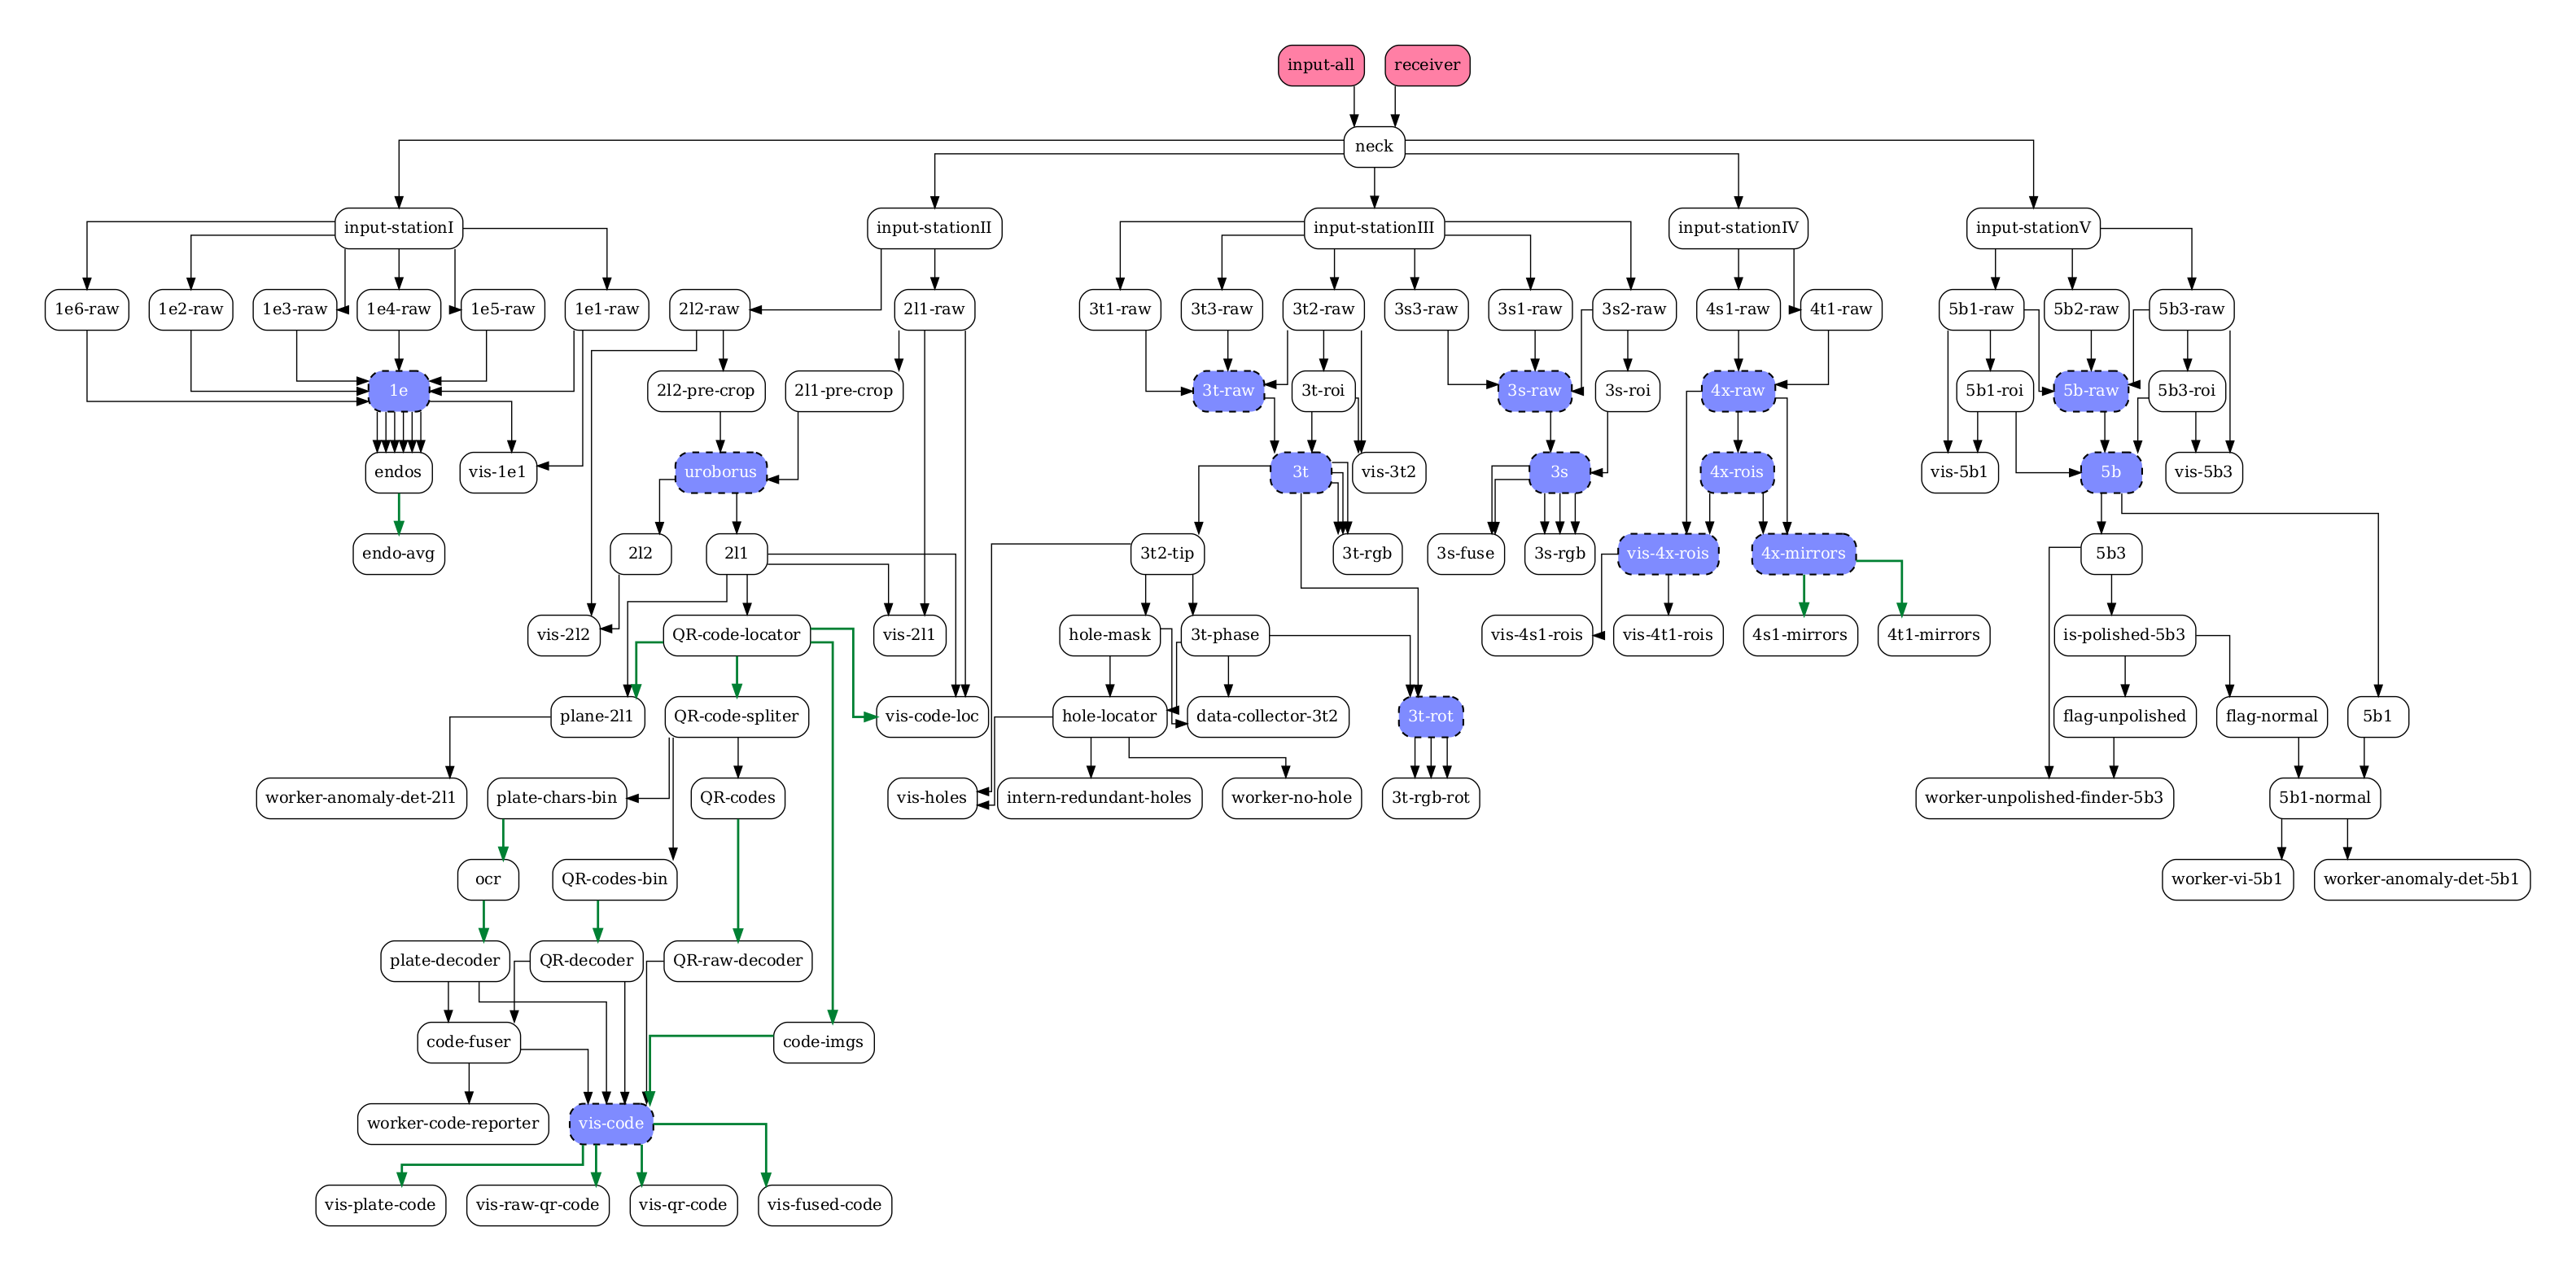 input-all
receiver
neck
input-stationI
input-stationII
input-stationIII
input-stationIV
input-stationV
1e6-raw
1e2-raw
1e3-raw
1e4-raw
1e5-raw
1e1-raw
2l2-raw
2l1-raw
3t1-raw
3t3-raw
3t2-raw
3s3-raw
3s1-raw
3s2-raw
4s1-raw
4t1-raw
5b1-raw
5b2-raw
5b3-raw
1e
2l2-pre-crop
2l1-pre-crop
3t-raw
3t-roi
3s-raw
3s-roi
4x-raw
5b1-roi
5b-raw
5b3-roi
endos
vis-1e1
uroborus
3t
vis-3t2
3s
4x-rois
vis-5b1
5b
vis-5b3
endo-avg
2l2
2l1
3t2-tip
3t-rgb
3s-fuse
3s-rgb
vis-4x-rois
4x-mirrors
5b3
vis-2l2
QR-code-locator
vis-2l1
hole-mask
3t-phase
vis-4s1-rois
vis-4t1-rois
4s1-mirrors
4t1-mirrors
is-polished-5b3
plane-2l1
QR-code-spliter
vis-code-loc
hole-locator
data-collector-3t2
3t-rot
flag-unpolished
flag-normal
5b1
worker-anomaly-det-2l1
plate-chars-bin
QR-codes
vis-holes
intern-redundant-holes
worker-no-hole
3t-rgb-rot
worker-unpolished-finder-5b3
5b1-normal
ocr
QR-codes-bin
worker-vi-5b1
worker-anomaly-det-5b1
plate-decoder
QR-decoder
QR-raw-decoder
code-fuser
code-imgs
worker-code-reporter
vis-code
vis-plate-code
vis-raw-qr-code
vis-qr-code
vis-fused-code